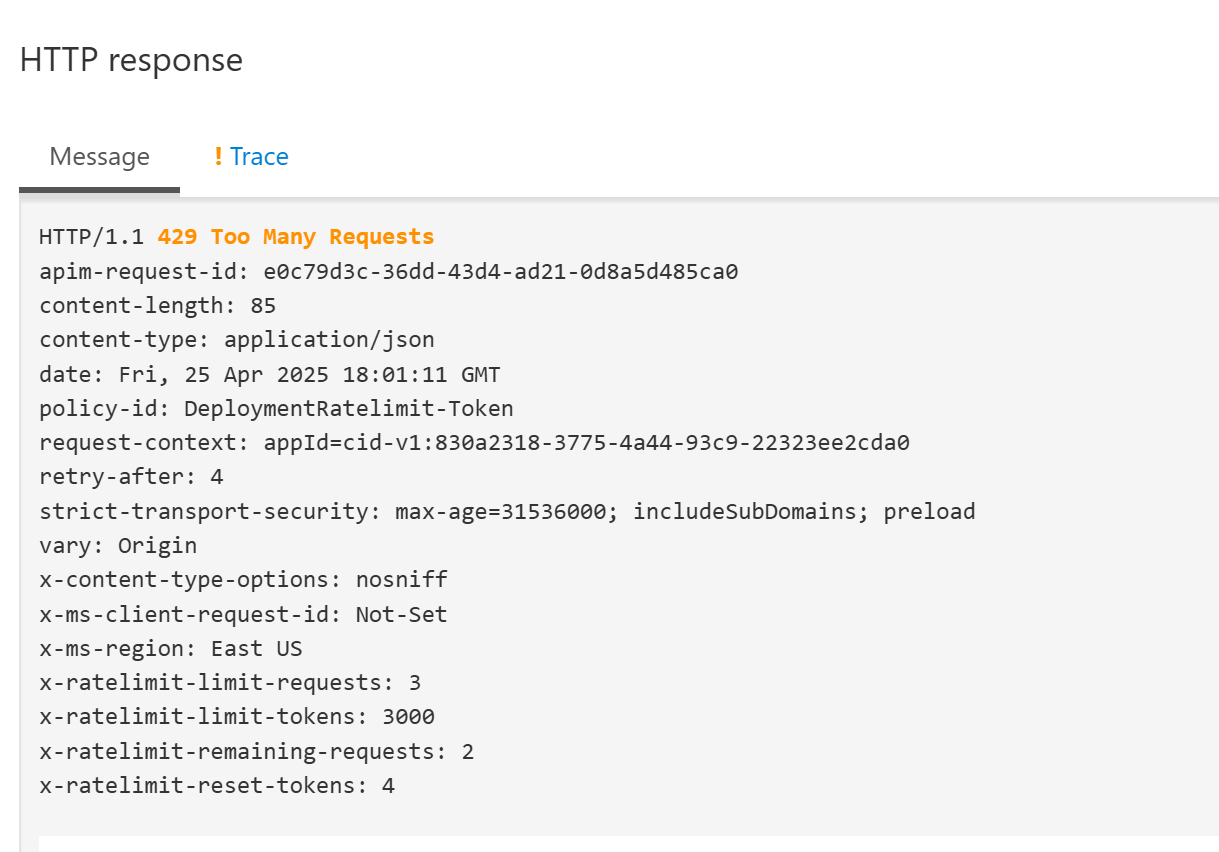 HTTP response
Message
! Trace
HTTP/1.1 429 Too Many Requests
apim-request-id: e0c79d3c-36dd-43d4-ad21-0d8a5d485ca0
content-length: 85
content-type: application/json
date: Fri, 25 Apr 2025 18:01:11 GMT
policy-id: DeploymentRatelimit-Token
request-context: appId=cid-v1:830a2318-3775-4a44-93c9-22323ee2cda0
retry-after: 4
strict-transport-security: max-age=31536000; includeSubDomains; preload
vary: Origin
x-content-type-options: nosniff
x-ms-client-request-id: Not-Set
x-ms-region: East US
x-ratelimit-limit-requests: 3
x-ratelimit-limit-tokens: 3000
x-ratelimit-remaining-requests: 2
x-ratelimit-reset-tokens: 4